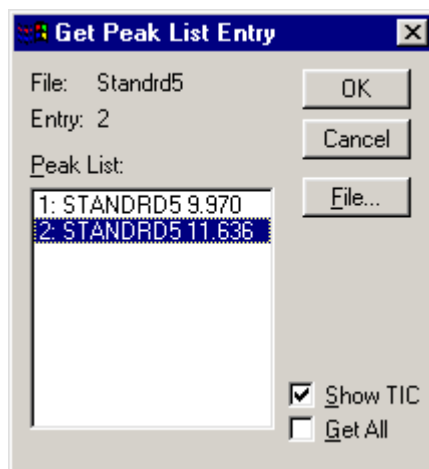 Get Peak List Entry
File: Standrd5
Entry: 2
Peak List:
1: STANDRD5 9.970
2: STANDRD5 11.636
OK
Cancel
File...
Show TIC
Get All